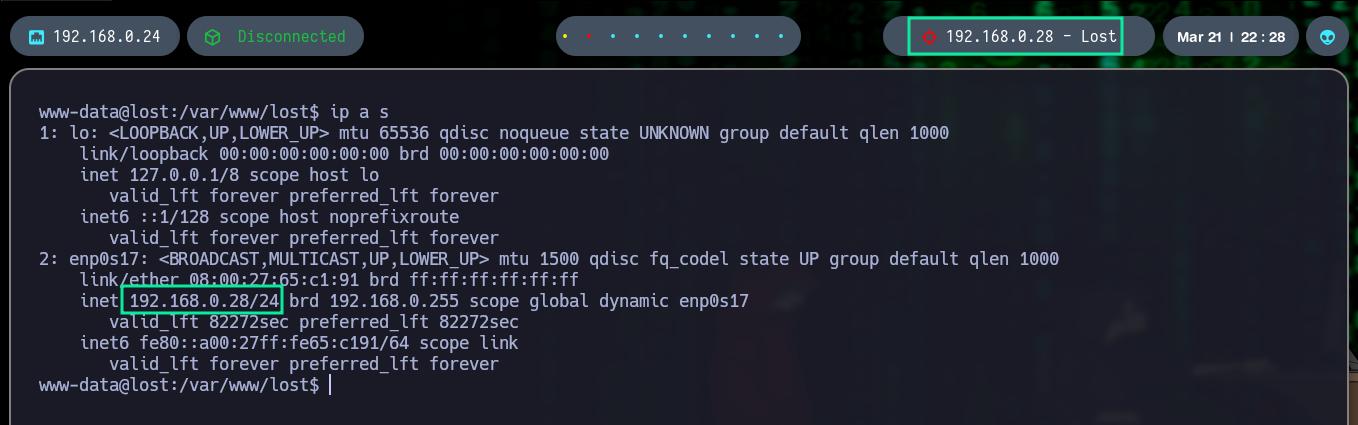 192.168.0.24 Disconnected 192.168.0.28 - Lost Mar 21 | 22:28
www-data@lost:/var/www/lost$ ip a s
1: lo: <LOOPBACK,UP,LOWER_UP> mtu 65536 qdisc noqueue state UNKNOWN group default qlen 1000
    link/loopback 00:00:00:00:00:00 brd 00:00:00:00:00:00
    inet 127.0.0.1/8 scope host lo
       valid_lft forever preferred_lft forever
    inet6 ::1/128 scope host noprefixroute
       valid_lft forever preferred_lft forever
2: enp0s17: <BROADCAST,MULTICAST,UP,LOWER_UP> mtu 1500 qdisc fq_codel state UP group default qlen 1000
    link/ether 08:00:27:65:c1:91 brd ff:ff:ff:ff:ff:ff
    inet 192.168.0.28/24 brd 192.168.0.255 scope global dynamic enp0s17
       valid_lft 82272sec preferred_lft 82272sec
    inet6 fe80::a00:27ff:fe65:c191/64 scope link
       valid_lft forever preferred_lft forever
www-data@lost:/var/www/lost$